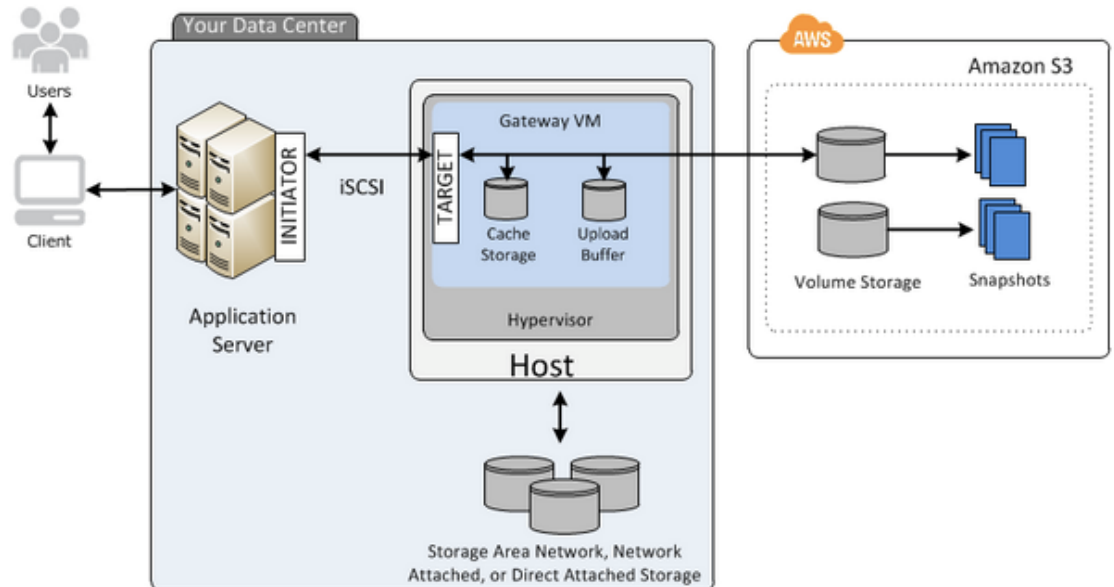 Your Data Center
Users
Client
INITIATOR
Application
Server
iSCSI
Gateway VM
TARGET
Cache
Storage
Upload
Buffer
Hypervisor
Host
Storage Area Network, Network
Attached, or Direct Attached Storage
AWS
Amazon S3
Volume Storage
Snapshots